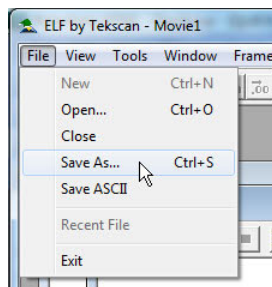 ELF by Tekscan - Movie1
File View Tools Window Frame
New Ctrl+N
Open... Ctrl+O
Close
Save As... Ctrl+S
Save ASCII
Recent File
Exit